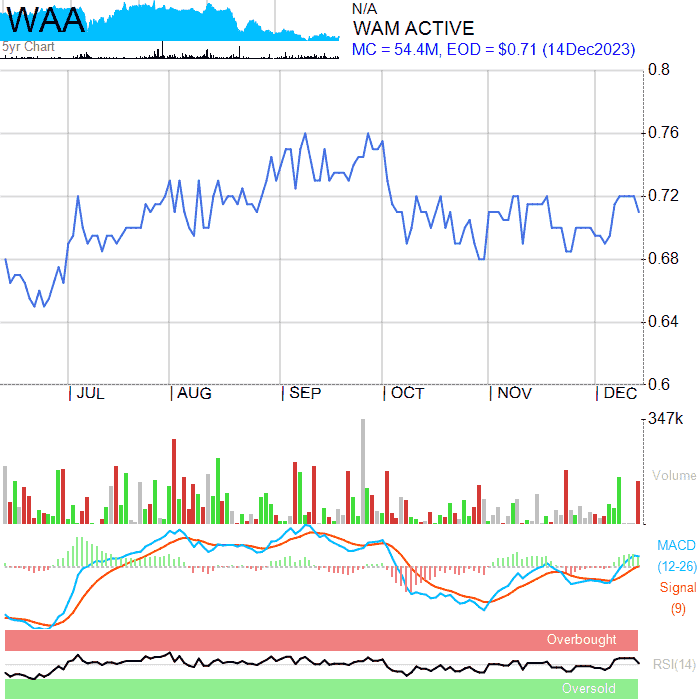 WAA
5yr Chart
N/A
WAM ACTIVE
MC = 54.4M, EOD = $0.71 (14Dec2023)
0.8
0.76
0.72
0.68
0.64
0.6
JUL AUG SEP OCT NOV DEC
347k
Volume
MACD
(12-26)
Signal
(9)
Overbought
RSI(14)
Oversold